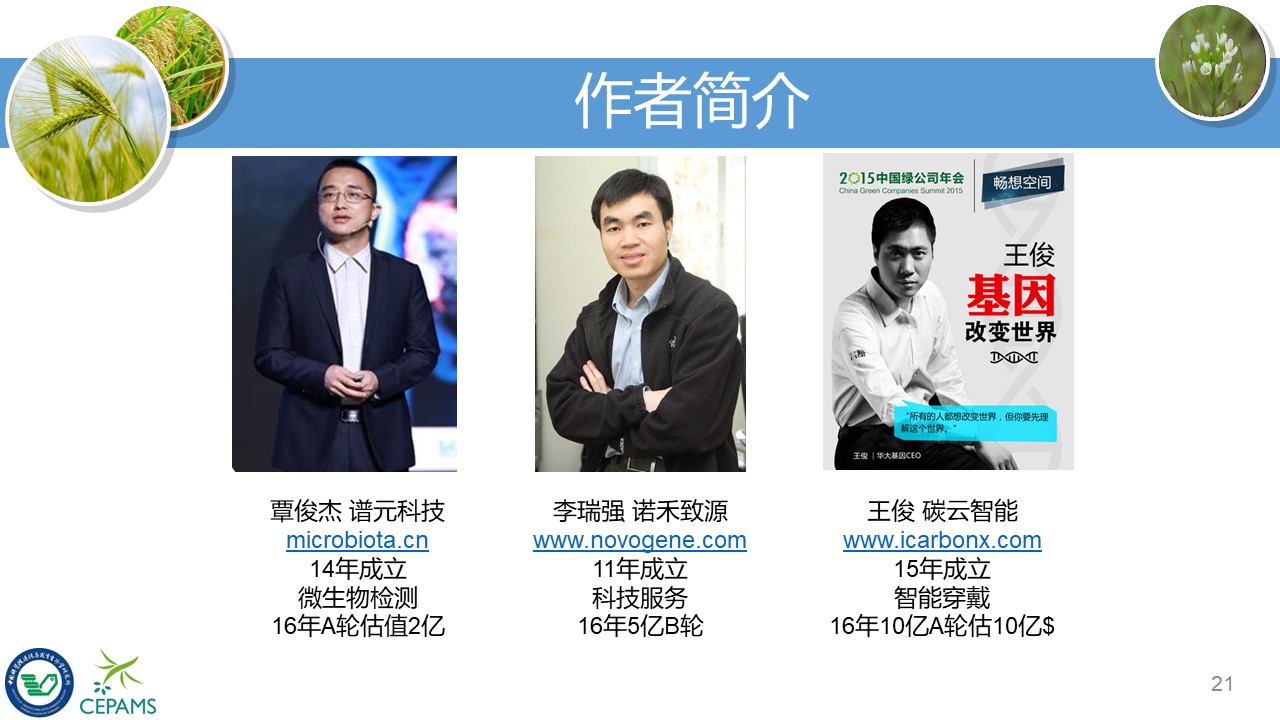 作者简介
2015中国绿公司年会
China Green Companies Summit 2015
畅想空间
王俊
基因
改变世界
“所有的人都想改变世界，但你要先理
解这个世界。”
王俊 | 华大基因CEO
覃俊杰 谱元科技
microbiota.cn
14年成立
微生物检测
16年A轮估值2亿
李瑞强 诺禾致源
www.novogene.com
11年成立
科技服务
16年5亿B轮
王俊 碳云智能
www.icarbonx.com
15年成立
智能穿戴
16年10亿A轮估10亿$
CEPAMS
21